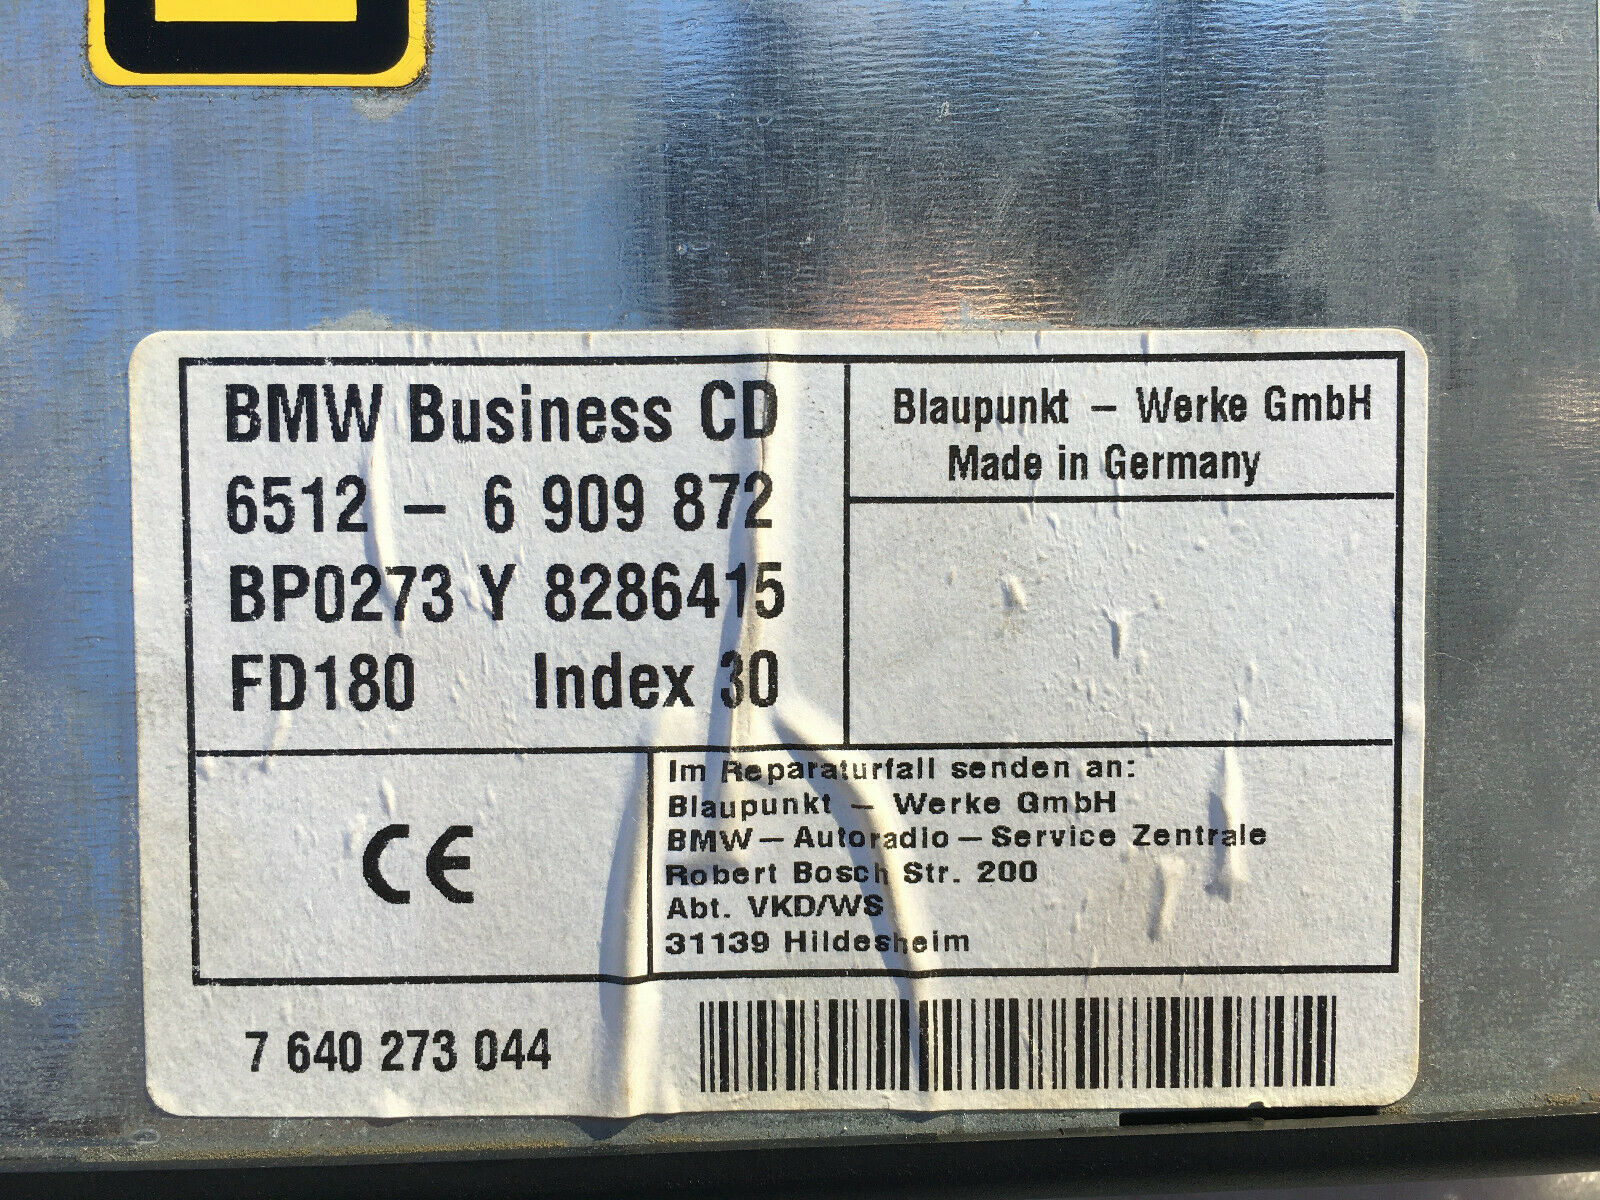 BMW Business CD
6512 – 6 909 872
BP0273 Y 8286415
FD180 Index 30
Blaupunkt – Werke GmbH
Made in Germany
CE
Im Reparaturfall senden an:
Blaupunkt – Werke GmbH
BMW – Autoradio – Service Zentrale
Robert Bosch Str. 200
Abt. VKD/WS
31139 Hildesheim
7 640 273 044